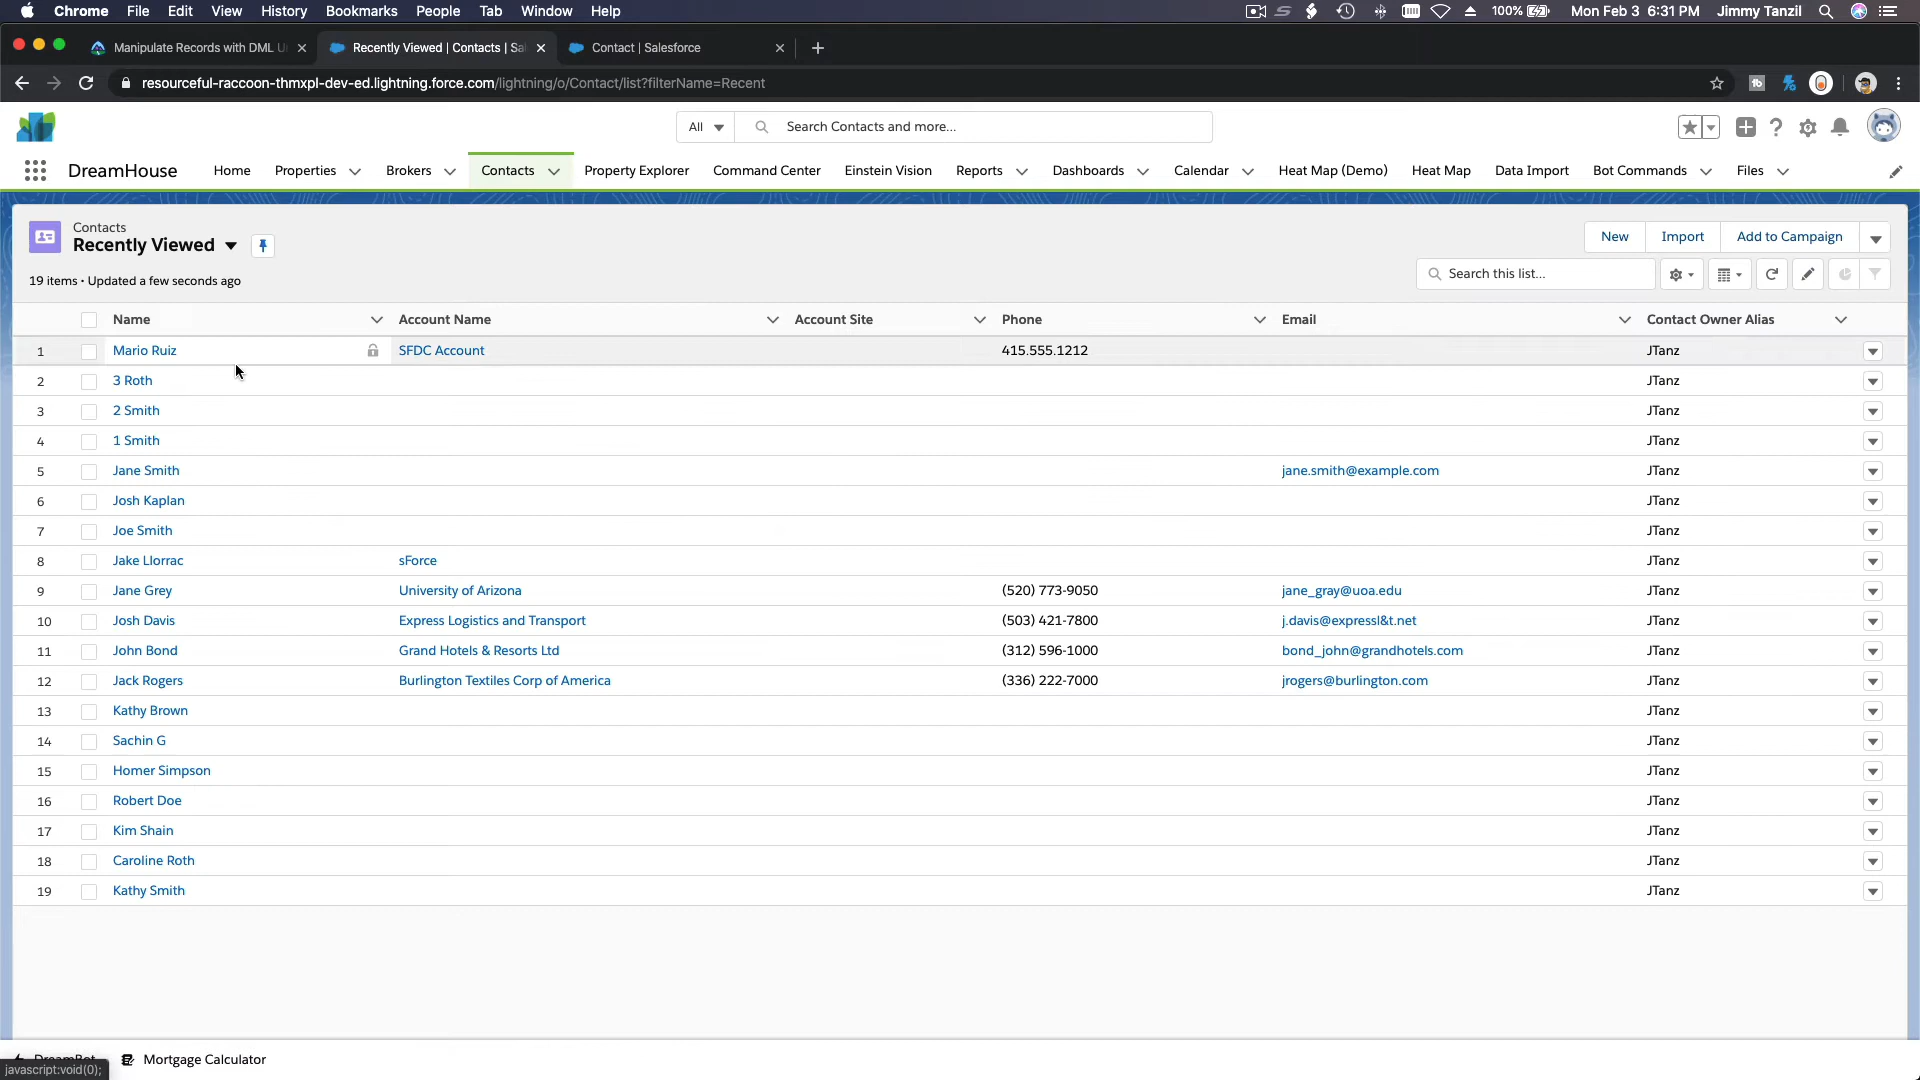 Chrome File Edit View History Bookmarks People Tab Window Help 100% Mon Feb 3 6:31 PM Jimmy Tanzil
Manipulate Records with DML U Recently Viewed | Contacts | Sa Contact | Salesforce
resourceful-raccoon-thmxpl-dev-ed.lightning.force.com/lightning/o/Contact/list?filterName=Recent
All Search Contacts and more...
DreamHouse Home Properties Brokers Contacts Property Explorer Command Center Einstein Vision Reports Dashboards Calendar Heat Map (Demo) Heat Map Data Import Bot Commands Files
Contacts
Recently Viewed
New Import Add to Campaign
19 items • Updated a few seconds ago
Search this list...
Name Account Name Account Site Phone Email Contact Owner Alias
1 Mario Ruiz SFDC Account 415.555.1212 JTanz
2 3 Roth JTanz
3 2 Smith JTanz
4 1 Smith JTanz
5 Jane Smith jane.smith@example.com JTanz
6 Josh Kaplan JTanz
7 Joe Smith JTanz
8 Jake Llorrac sForce JTanz
9 Jane Grey University of Arizona (520) 773-9050 jane_gray@uoa.edu JTanz
10 Josh Davis Express Logistics and Transport (503) 421-7800 j.davis@expressl&t.net JTanz
11 John Bond Grand Hotels & Resorts Ltd (312) 596-1000 bond_john@grandhotels.com JTanz
12 Jack Rogers Burlington Textiles Corp of America (336) 222-7000 jrogers@burlington.com JTanz
13 Kathy Brown JTanz
14 Sachin G JTanz
15 Homer Simpson JTanz
16 Robert Doe JTanz
17 Kim Shain JTanz
18 Caroline Roth JTanz
19 Kathy Smith JTanz
DreamBot Mortgage Calculator
javascript:void(0);